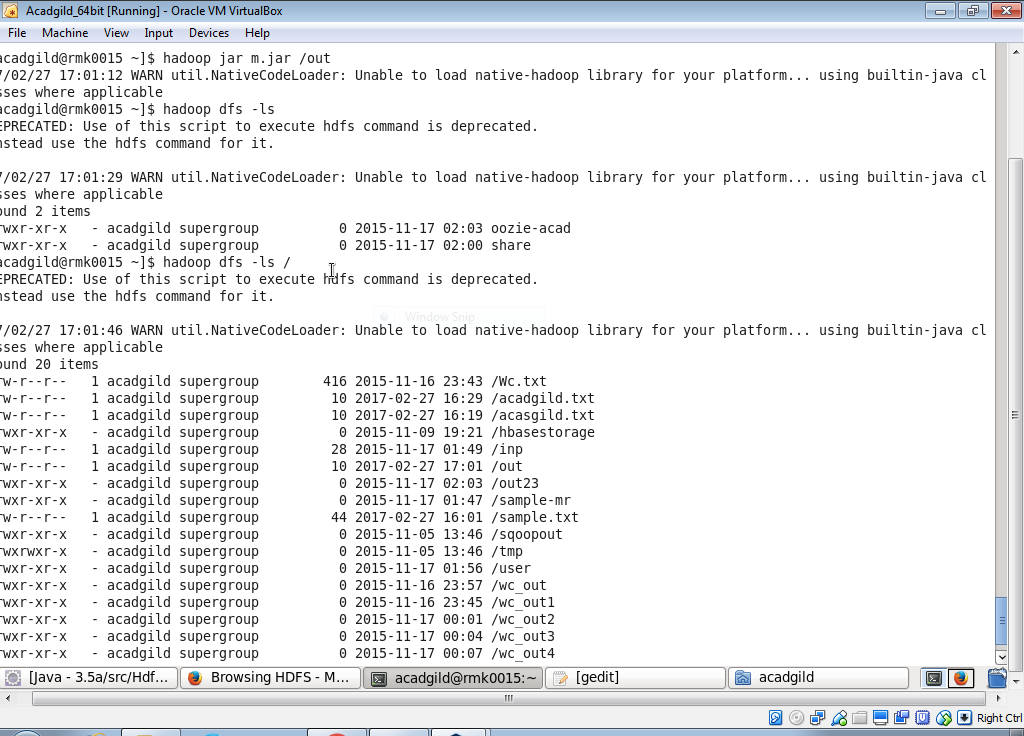 Acadgild_64bit [Running] - Oracle VM VirtualBox
File Machine View Input Devices Help
acadgild@rmk0015 ~]$ hadoop jar m.jar /out
7/02/27 17:01:12 WARN util.NativeCodeLoader: Unable to load native-hadoop library for your platform... using builtin-java cl
sses where applicable
acadgild@rmk0015 ~]$ hadoop dfs -ls
EPRECATED: Use of this script to execute hdfs command is deprecated.
nstead use the hdfs command for it.
7/02/27 17:01:29 WARN util.NativeCodeLoader: Unable to load native-hadoop library for your platform... using builtin-java cl
sses where applicable
ound 2 items
rwxr-xr-x - acadgild supergroup 0 2015-11-17 02:03 oozie-acad
rwxr-xr-x - acadgild supergroup 0 2015-11-17 02:00 share
acadgild@rmk0015 ~]$ hadoop dfs -ls /
EPRECATED: Use of this script to execute hdfs command is deprecated.
nstead use the hdfs command for it.
Window Snip
7/02/27 17:01:46 WARN util.NativeCodeLoader: Unable to load native-hadoop library for your platform... using builtin-java cl
sses where applicable
ound 20 items
rw-r--r-- 1 acadgild supergroup 416 2015-11-16 23:43 /Wc.txt
rw-r--r-- 1 acadgild supergroup 10 2017-02-27 16:29 /acadgild.txt
rw-r--r-- 1 acadgild supergroup 10 2017-02-27 16:19 /acasgild.txt
rwxr-xr-x - acadgild supergroup 0 2015-11-09 19:21 /hbasestorage
rw-r--r-- 1 acadgild supergroup 28 2015-11-17 01:49 /inp
rw-r--r-- 1 acadgild supergroup 10 2017-02-27 17:01 /out
rwxr-xr-x - acadgild supergroup 0 2015-11-17 02:03 /out23
rwxr-xr-x - acadgild supergroup 0 2015-11-17 01:47 /sample-mr
rw-r--r-- 1 acadgild supergroup 44 2017-02-27 16:01 /sample.txt
rwxr-xr-x - acadgild supergroup 0 2015-11-05 13:46 /sqoopout
rwxrwxr-x - acadgild supergroup 0 2015-11-05 13:46 /tmp
rwxr-xr-x - acadgild supergroup 0 2015-11-17 01:56 /user
rwxr-xr-x - acadgild supergroup 0 2015-11-16 23:57 /wc_out
rwxr-xr-x - acadgild supergroup 0 2015-11-16 23:45 /wc_out1
rwxr-xr-x - acadgild supergroup 0 2015-11-17 00:01 /wc_out2
rwxr-xr-x - acadgild supergroup 0 2015-11-17 00:04 /wc_out3
rwxr-xr-x - acadgild supergroup 0 2015-11-17 00:07 /wc_out4
[Java - 3.5a/src/Hdf... Browsing HDFS - M... acadgild@rmk0015:~ [gedit] acadgild
Right Ctrl